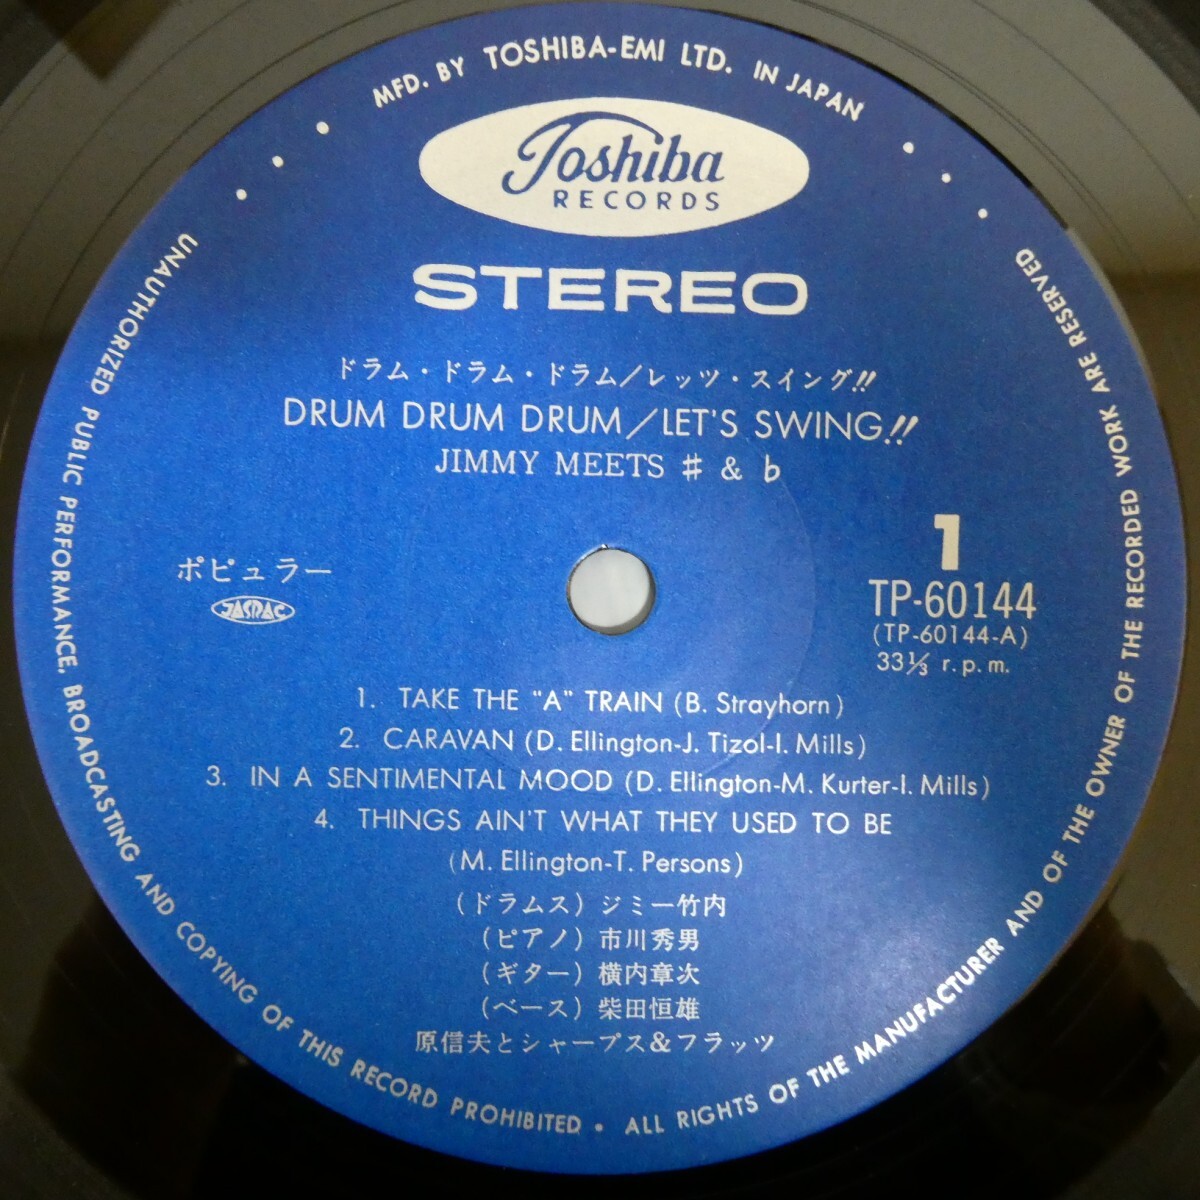 MFD. BY TOSHIBA-EMI LTD. IN JAPAN
Toshiba
RECORDS
STEREO
ドラム・ドラム・ドラム/レッツ・スイング!!
DRUM DRUM DRUM/LET'S SWING!!
JIMMY MEETS ♯ & ♭
ポピュラー
JASRAC
1
TP-60144
(TP-60144-A)
33⅓ r.p.m.
1. TAKE THE "A" TRAIN (B. Strayhorn)
2. CARAVAN (D. Ellington-J. Tizol-I. Mills)
3. IN A SENTIMENTAL MOOD (D. Ellington-M. Kurter-I. Mills)
4. THINGS AIN'T WHAT THEY USED TO BE
(M. Ellington-T. Persons)
(ドラムス) ジミー竹内
(ピアノ) 市川秀男
(ギター) 横内章次
(ベース) 柴田恒雄
原信夫とシャープス&フラッツ
UNAUTHORIZED PUBLIC PERFORMANCE, BROADCASTING AND COPYING OF THIS RECORD PROHIBITED • ALL RIGHTS OF THE MANUFACTURER AND OF THE OWNER OF THE RECORDED WORK ARE RESERVED